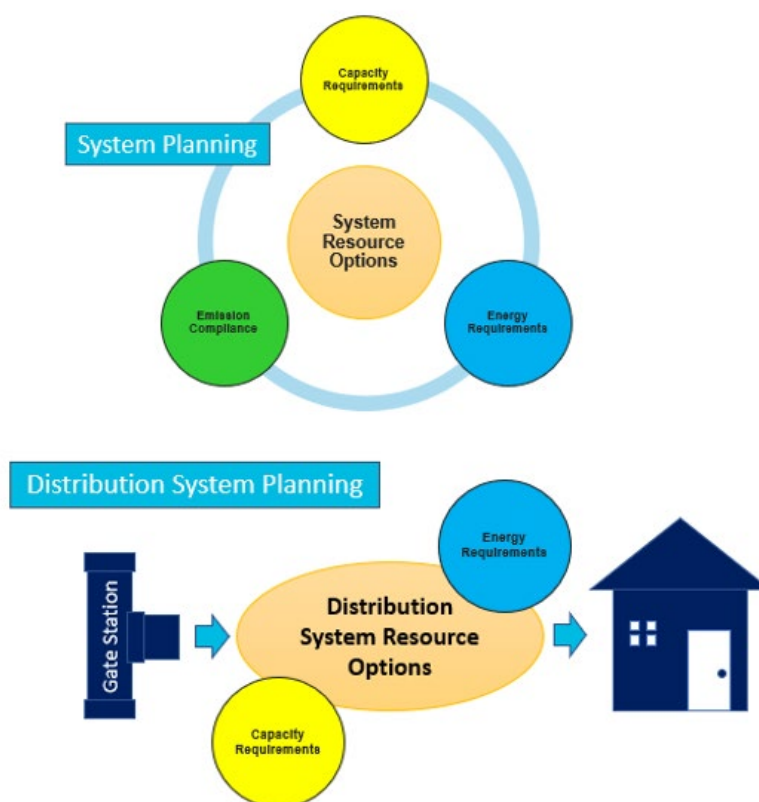 Capacity
Requirements
System Planning
System
Resource
Options
Emission
Compliance
Energy
Requirements
Distribution System Planning
Energy
Requirements
Gate Station
Distribution
System Resource
Options
Capacity
Requirements